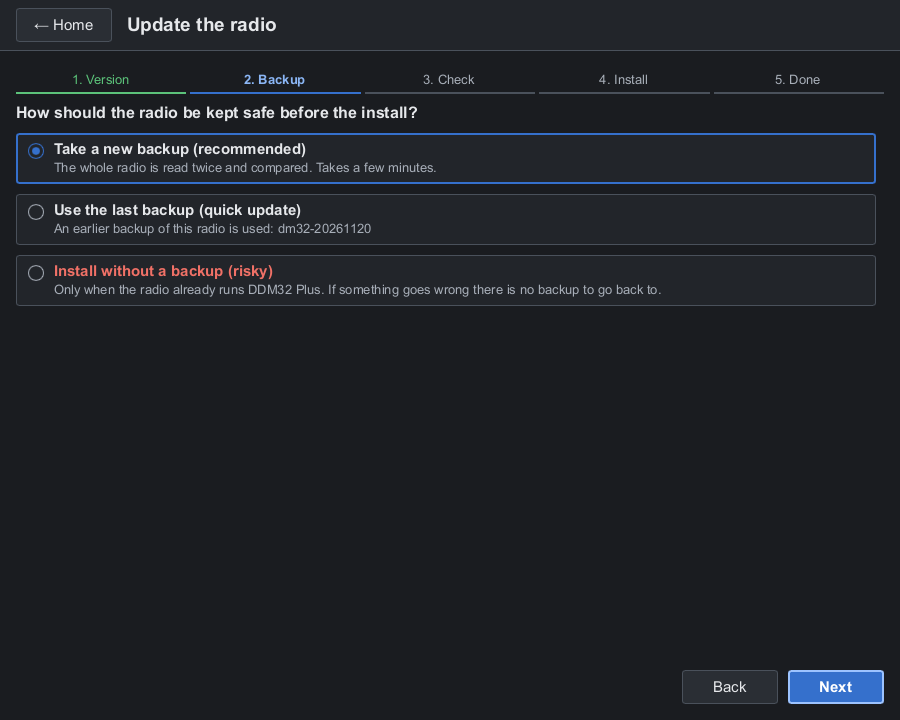 ← Home
Update the radio
1. Version
2. Backup
3. Check
4. Install
5. Done
How should the radio be kept safe before the install?
Take a new backup (recommended)
The whole radio is read twice and compared. Takes a few minutes.
Use the last backup (quick update)
An earlier backup of this radio is used: dm32-20261120
Install without a backup (risky)
Only when the radio already runs DDM32 Plus. If something goes wrong there is no backup to go back to.
Back
Next